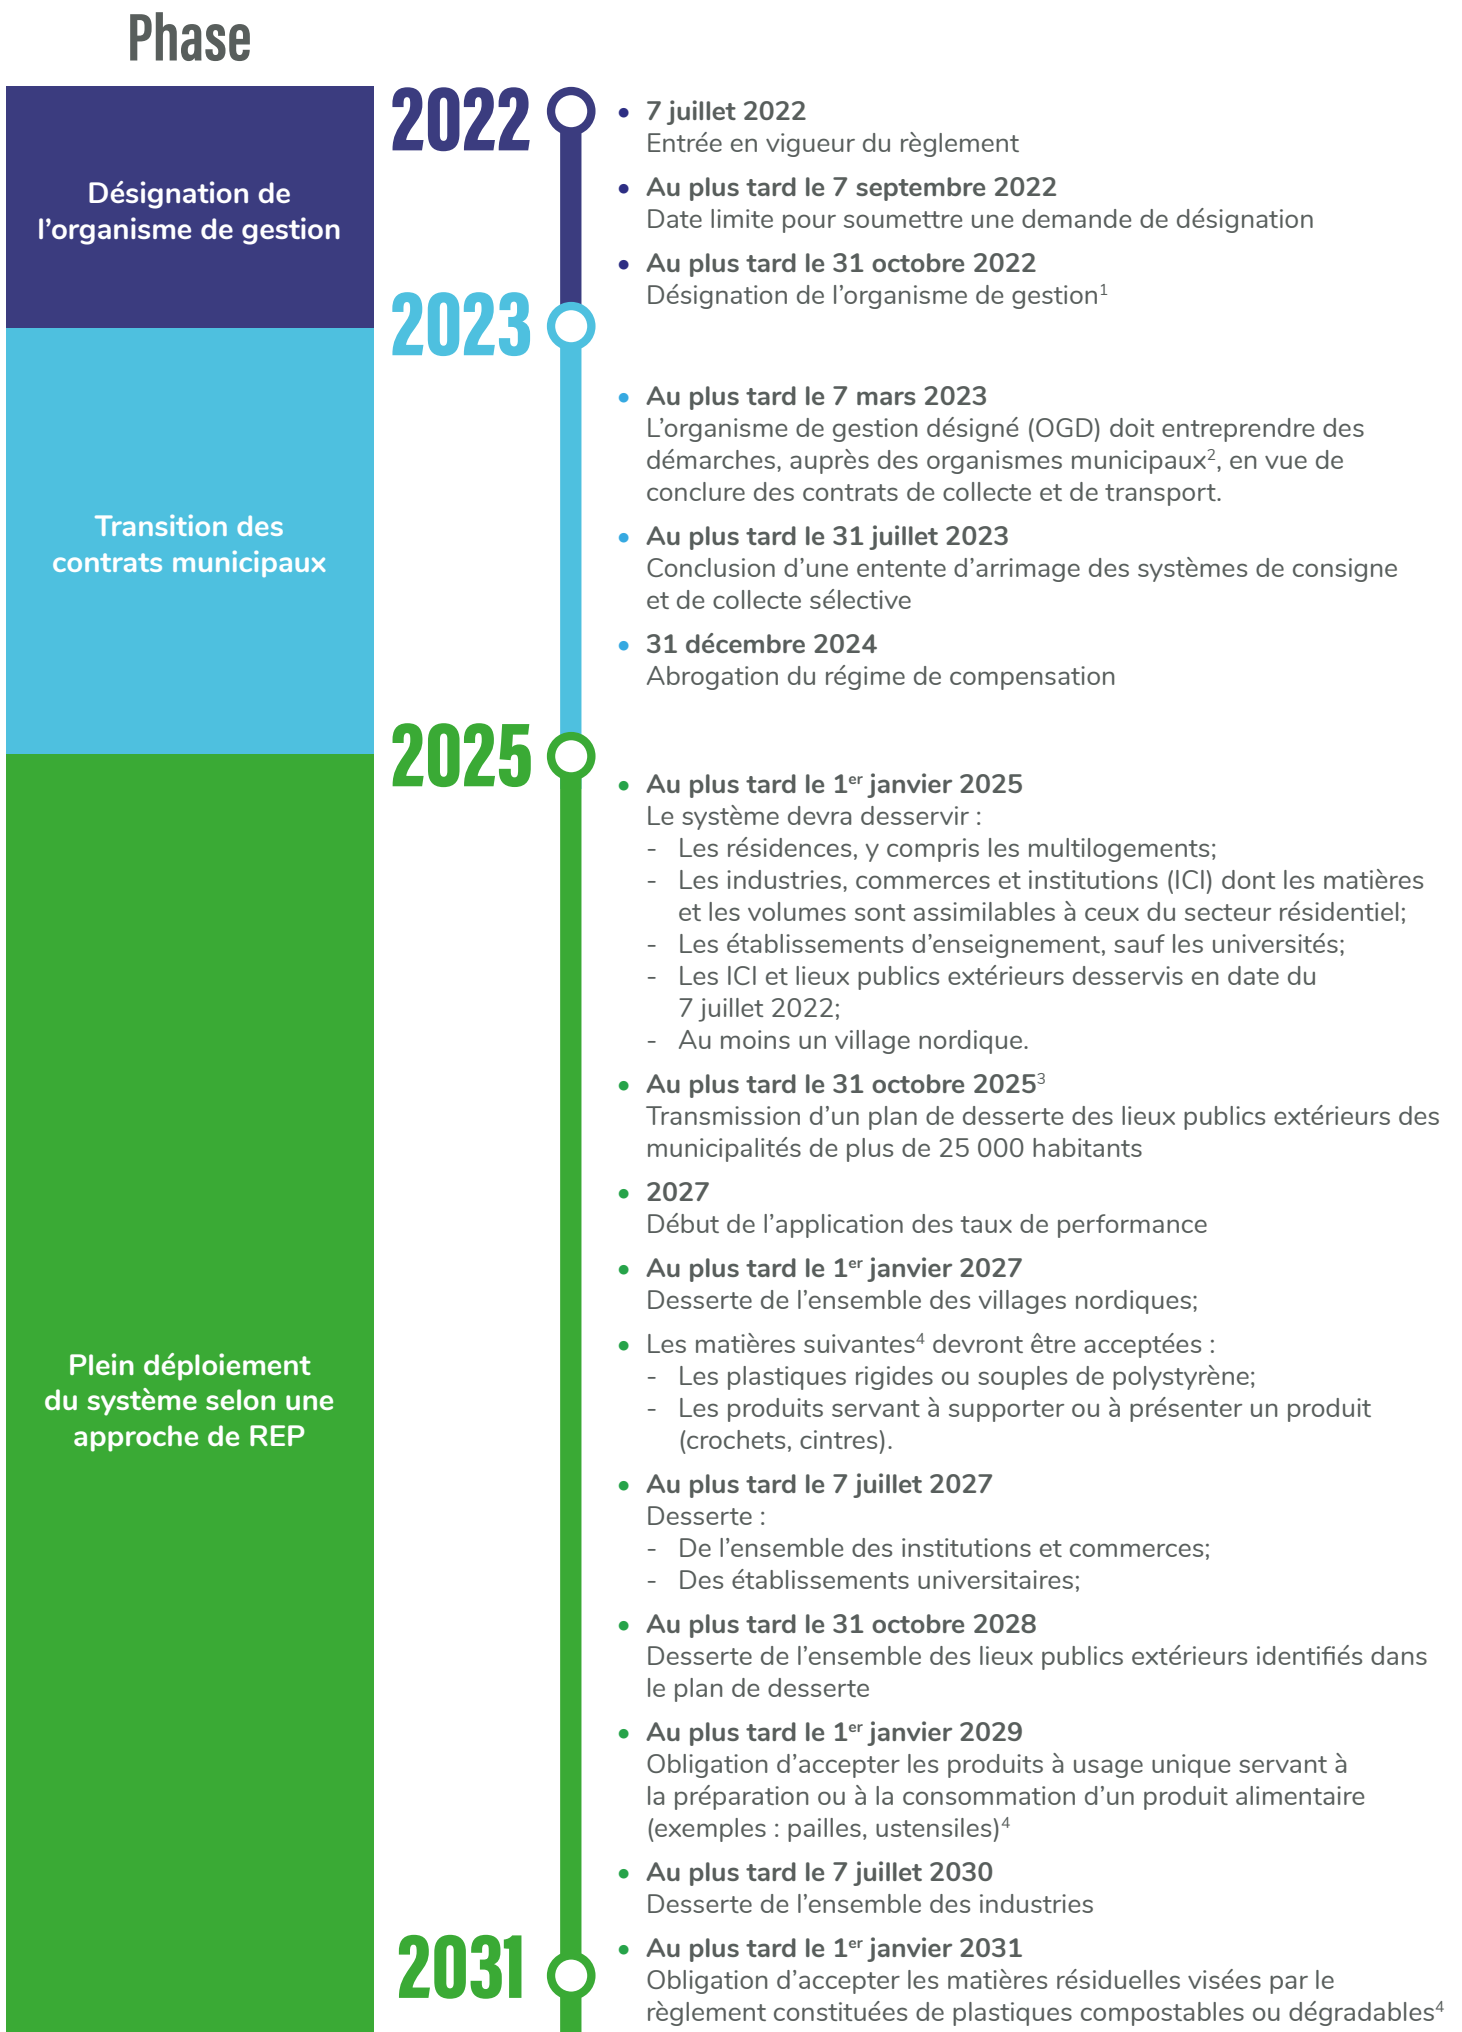 Phase
Désignation de
l’organisme de gestion
2022
• 7 juillet 2022
Entrée en vigueur du règlement
• Au plus tard le 7 septembre 2022
Date limite pour soumettre une demande de désignation
• Au plus tard le 31 octobre 2022
Désignation de l’organisme de gestion¹
Transition des
contrats municipaux
2023
• Au plus tard le 7 mars 2023
L’organisme de gestion désigné (OGD) doit entreprendre des
démarches, auprès des organismes municipaux², en vue de
conclure des contrats de collecte et de transport.
• Au plus tard le 31 juillet 2023
Conclusion d’une entente d’arrimage des systèmes de consigne
et de collecte sélective
• 31 décembre 2024
Abrogation du régime de compensation
Plein déploiement
du système selon une
approche de REP
2025
• Au plus tard le 1er janvier 2025
Le système devra desservir :
- Les résidences, y compris les multilogements;
- Les industries, commerces et institutions (ICI) dont les matières
et les volumes sont assimilables à ceux du secteur résidentiel;
- Les établissements d’enseignement, sauf les universités;
- Les ICI et lieux publics extérieurs desservis en date du
7 juillet 2022;
- Au moins un village nordique.
• Au plus tard le 31 octobre 2025³
Transmission d’un plan de desserte des lieux publics extérieurs des
municipalités de plus de 25 000 habitants
• 2027
Début de l’application des taux de performance
• Au plus tard le 1er janvier 2027
Desserte de l’ensemble des villages nordiques;
• Les matières suivantes⁴ devront être acceptées :
- Les plastiques rigides ou souples de polystyrène;
- Les produits servant à supporter ou à présenter un produit
(crochets, cintres).
• Au plus tard le 7 juillet 2027
Desserte :
- De l’ensemble des institutions et commerces;
- Des établissements universitaires;
• Au plus tard le 31 octobre 2028
Desserte de l’ensemble des lieux publics extérieurs identifiés dans
le plan de desserte
• Au plus tard le 1er janvier 2029
Obligation d’accepter les produits à usage unique servant à
la préparation ou à la consommation d’un produit alimentaire
(exemples : pailles, ustensiles)⁴
• Au plus tard le 7 juillet 2030
Desserte de l’ensemble des industries
2031
• Au plus tard le 1er janvier 2031
Obligation d’accepter les matières résiduelles visées par le
règlement constituées de plastiques compostables ou dégradables⁴